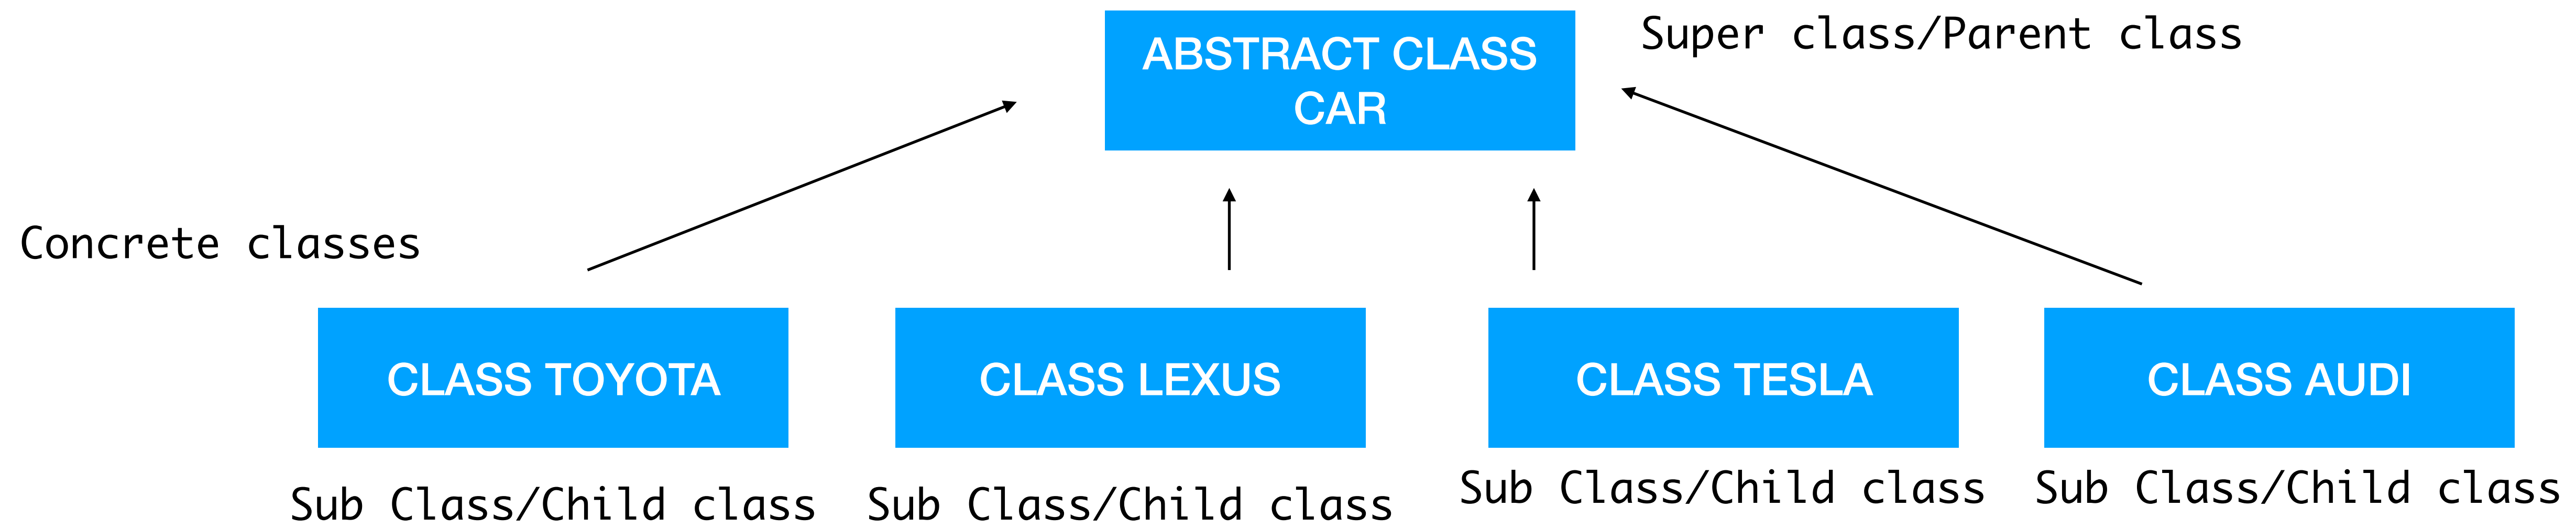 ABSTRACT CLASS
CAR
Super class/Parent class
Concrete classes
CLASS TOYOTA
CLASS LEXUS
CLASS TESLA
CLASS AUDI
Sub Class/Child class
Sub Class/Child class
Sub Class/Child class
Sub Class/Child class